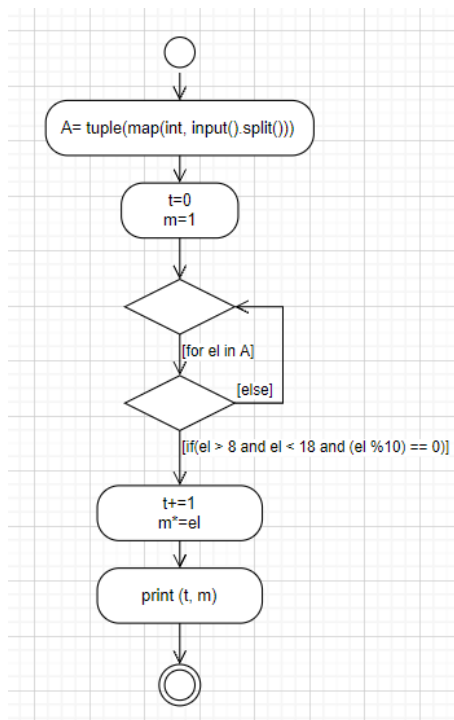 A= tuple(map(int, input().split()))
t=0
m=1
[for el in A]
[else]
[if(el > 8 and el < 18 and (el %10) == 0)]
t+=1
m*=el
print (t, m)